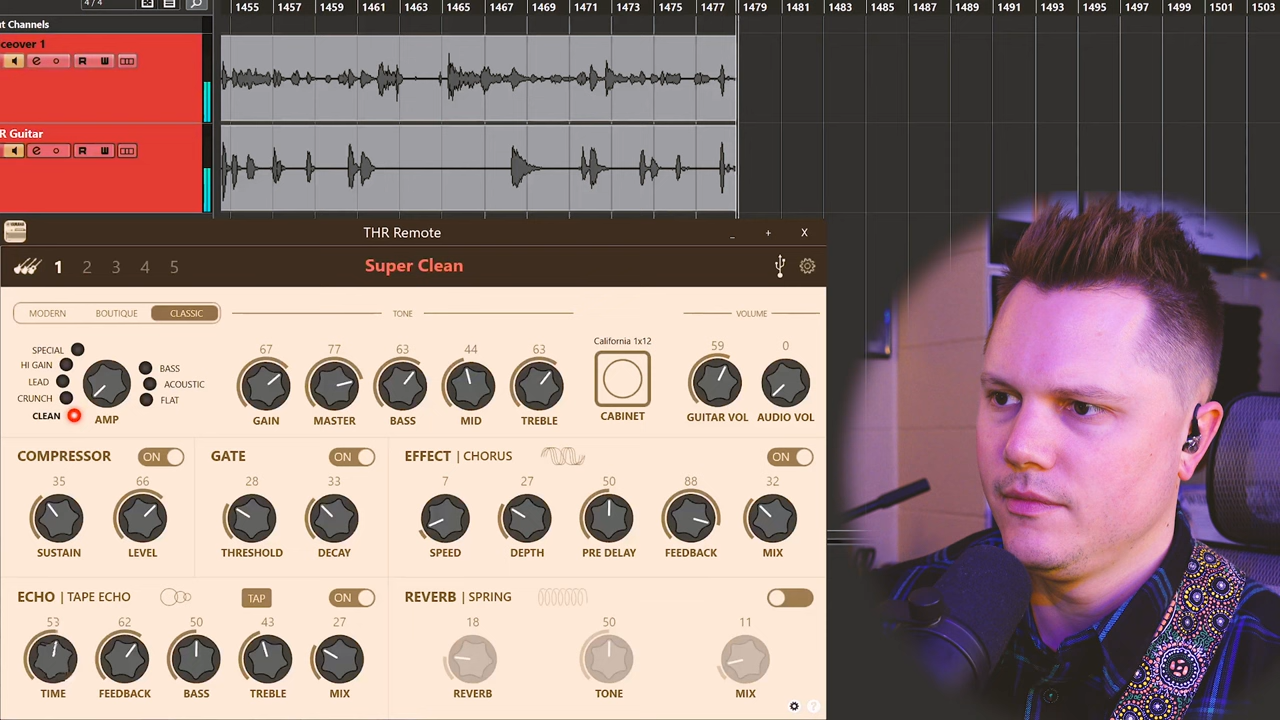 4/4
1455 1457 1459 1461 1463 1465 1467 1469 1471 1473 1475 1477 1479 1481 1483 1485 1487 1489 1491 1493 1495 1497 1499 1501 1503
t Channels
ceover 1
e R W
R Guitar
e R W
THR Remote
_ + X
1 2 3 4 5 Super Clean
MODERN BOUTIQUE CLASSIC TONE VOLUME
SPECIAL
HI GAIN
LEAD
CRUNCH
CLEAN
AMP
BASS
ACOUSTIC
FLAT
67 77 63 44 63
GAIN MASTER BASS MID TREBLE
California 1x12
CABINET
59 0
GUITAR VOL AUDIO VOL
COMPRESSOR ON
35 66
SUSTAIN LEVEL
GATE ON
28 33
THRESHOLD DECAY
EFFECT | CHORUS ON
7 27 50 88 32
SPEED DEPTH PRE DELAY FEEDBACK MIX
ECHO | TAPE ECHO TAP ON
53 62 50 43 27
TIME FEEDBACK BASS TREBLE MIX
REVERB | SPRING
18 50 11
REVERB TONE MIX
?